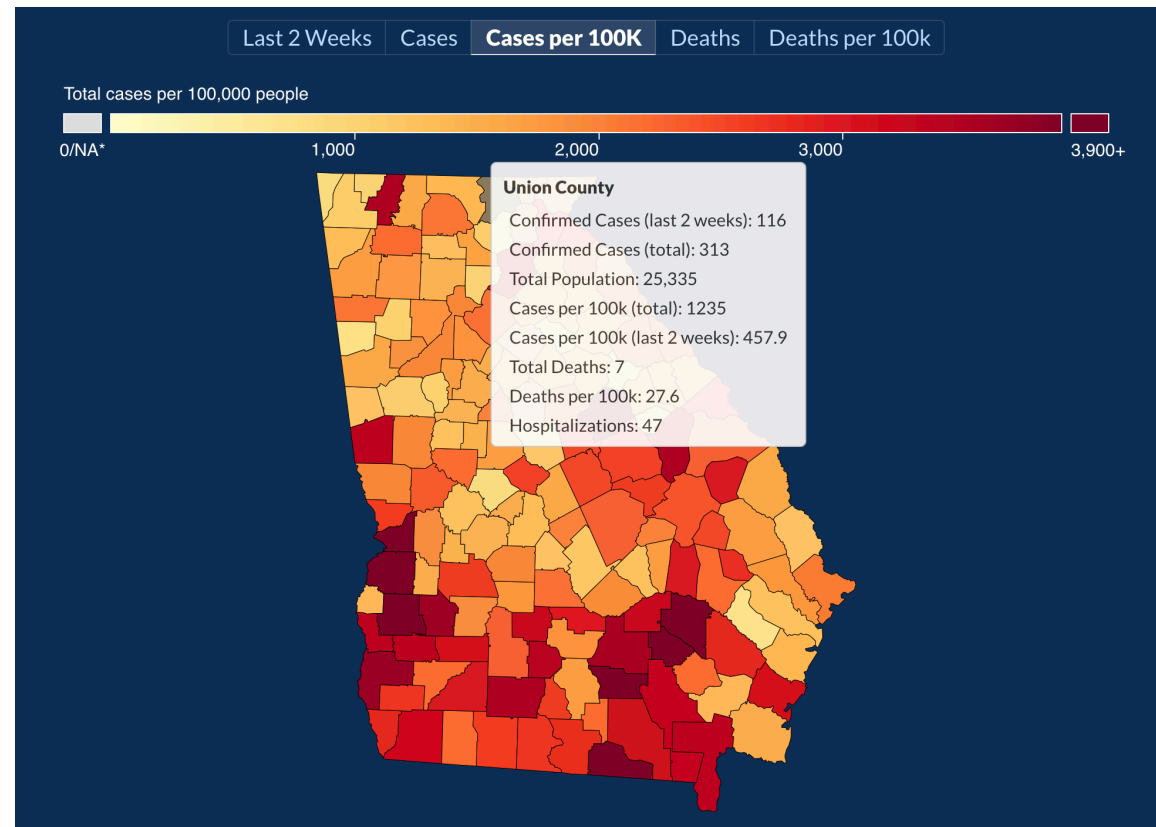 Last 2 Weeks Cases Cases per 100K Deaths Deaths per 100k
Total cases per 100,000 people
0/NA* 1,000 2,000 3,000 3,900+
Union County
Confirmed Cases (last 2 weeks): 116
Confirmed Cases (total): 313
Total Population: 25,335
Cases per 100k (total): 1235
Cases per 100k (last 2 weeks): 457.9
Total Deaths: 7
Deaths per 100k: 27.6
Hospitalizations: 47